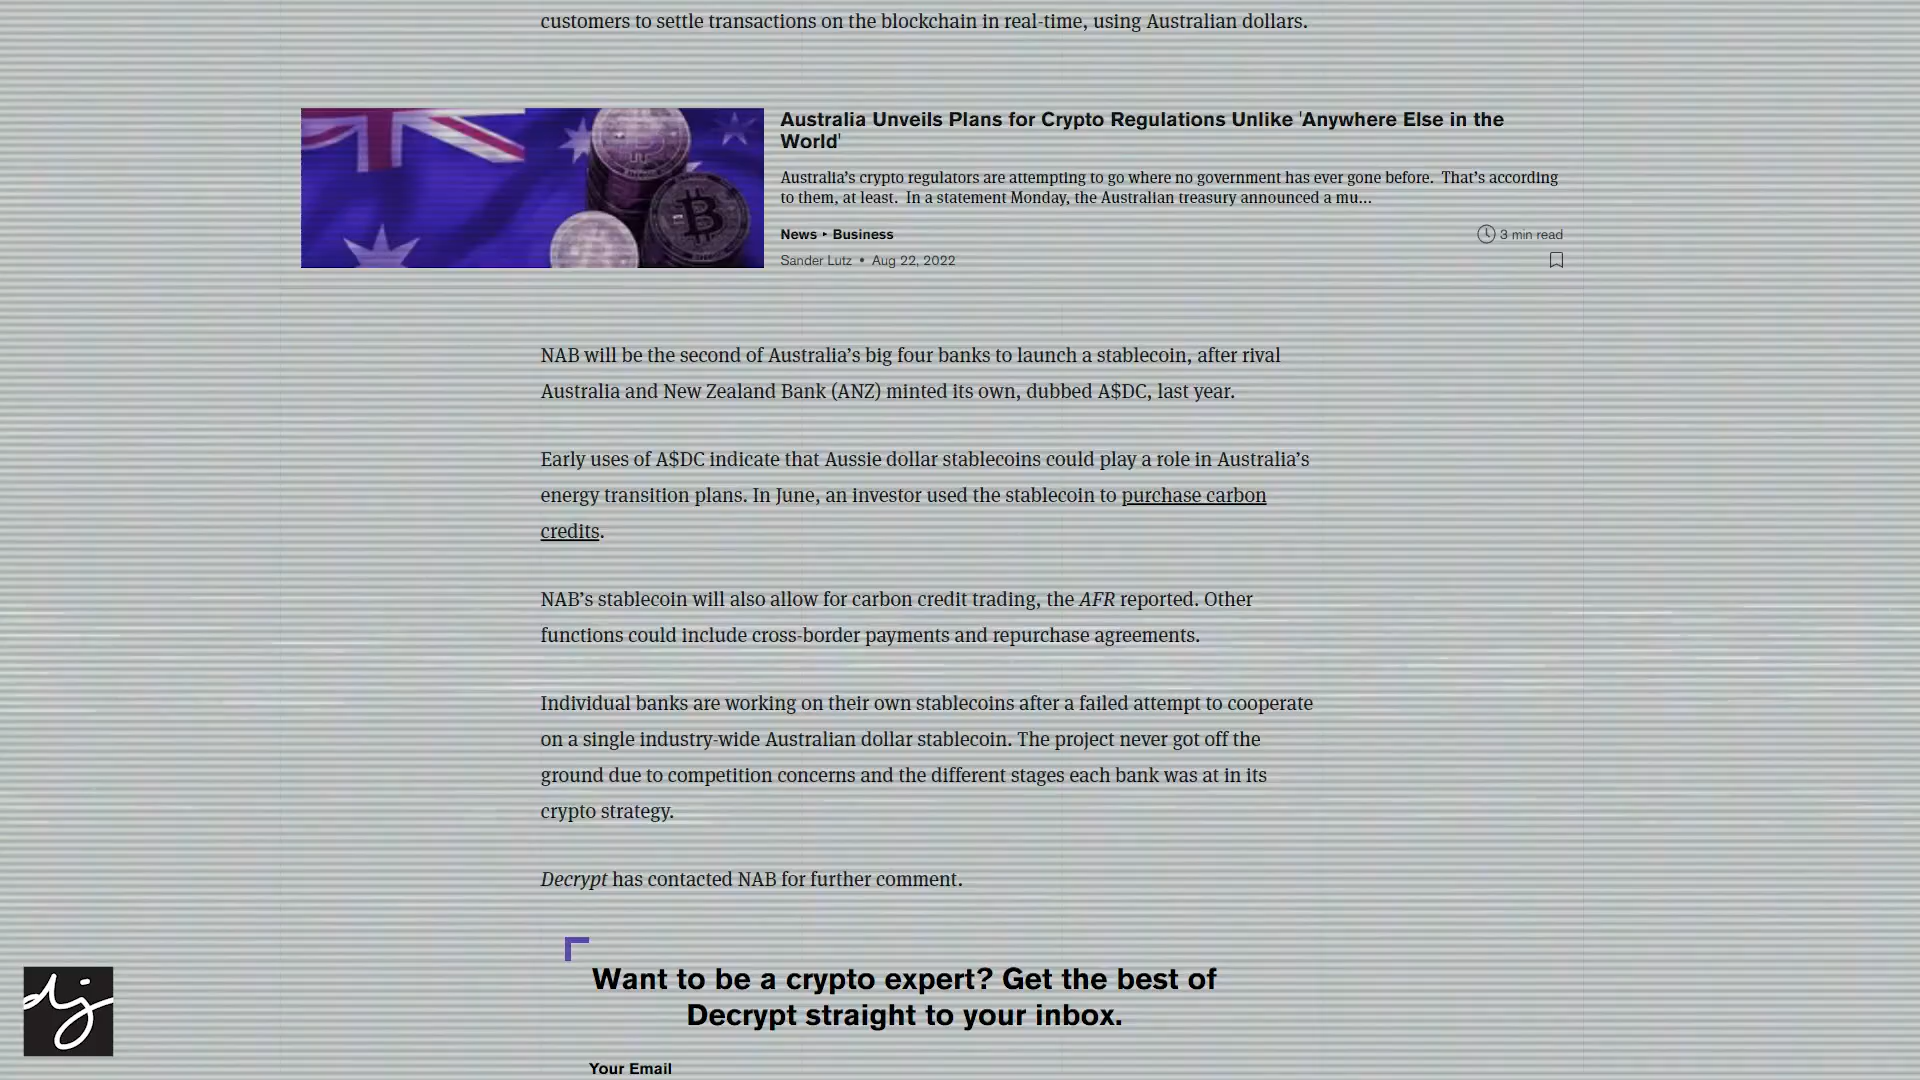 customers to settle transactions on the blockchain in real-time, using Australian dollars.
Australia Unveils Plans for Crypto Regulations Unlike 'Anywhere Else in the
World'
Australia’s crypto regulators are attempting to go where no government has ever gone before.  That’s according
to them, at least.  In a statement Monday, the Australian treasury announced a mu...
News ‣ Business
3 min read
Sander Lutz • Aug 22, 2022
NAB will be the second of Australia’s big four banks to launch a stablecoin, after rival
Australia and New Zealand Bank (ANZ) minted its own, dubbed A$DC, last year.
Early uses of A$DC indicate that Aussie dollar stablecoins could play a role in Australia’s
energy transition plans. In June, an investor used the stablecoin to purchase carbon
credits.
NAB’s stablecoin will also allow for carbon credit trading, the AFR reported. Other
functions could include cross-border payments and repurchase agreements.
Individual banks are working on their own stablecoins after a failed attempt to cooperate
on a single industry-wide Australian dollar stablecoin. The project never got off the
ground due to competition concerns and the different stages each bank was at in its
crypto strategy.
Decrypt has contacted NAB for further comment.
Want to be a crypto expert? Get the best of
Decrypt straight to your inbox.
Your Email
dj